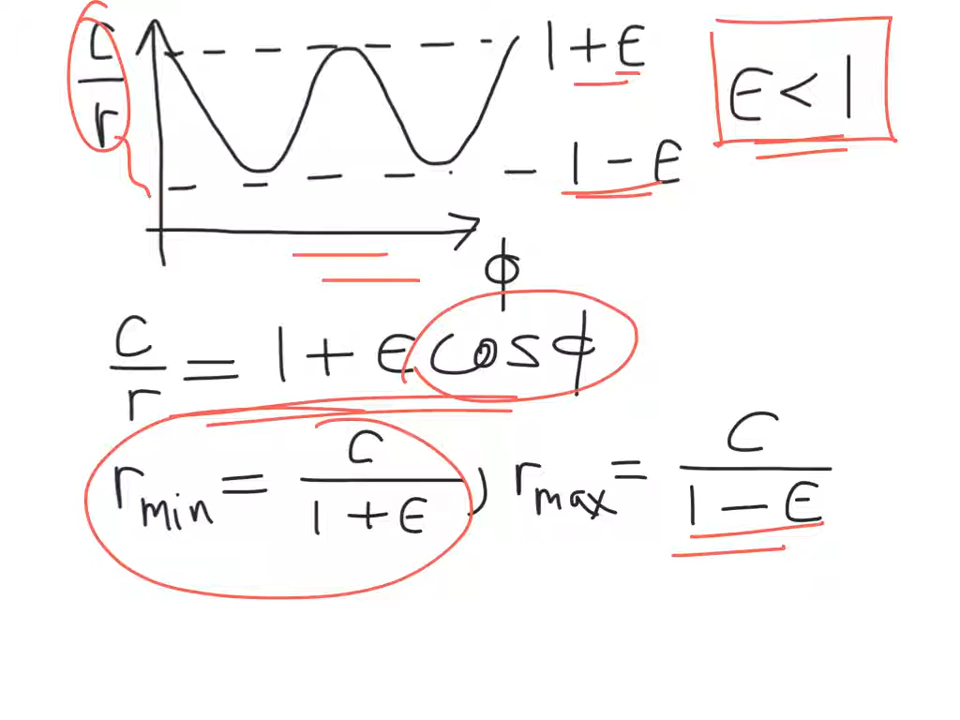 c/r
1 + ϵ
ϵ < 1
1 − ϵ
ϕ
c/r = 1 + ϵ cos ϕ
r_min = c/(1 + ϵ), r_max = c/(1 − ϵ)